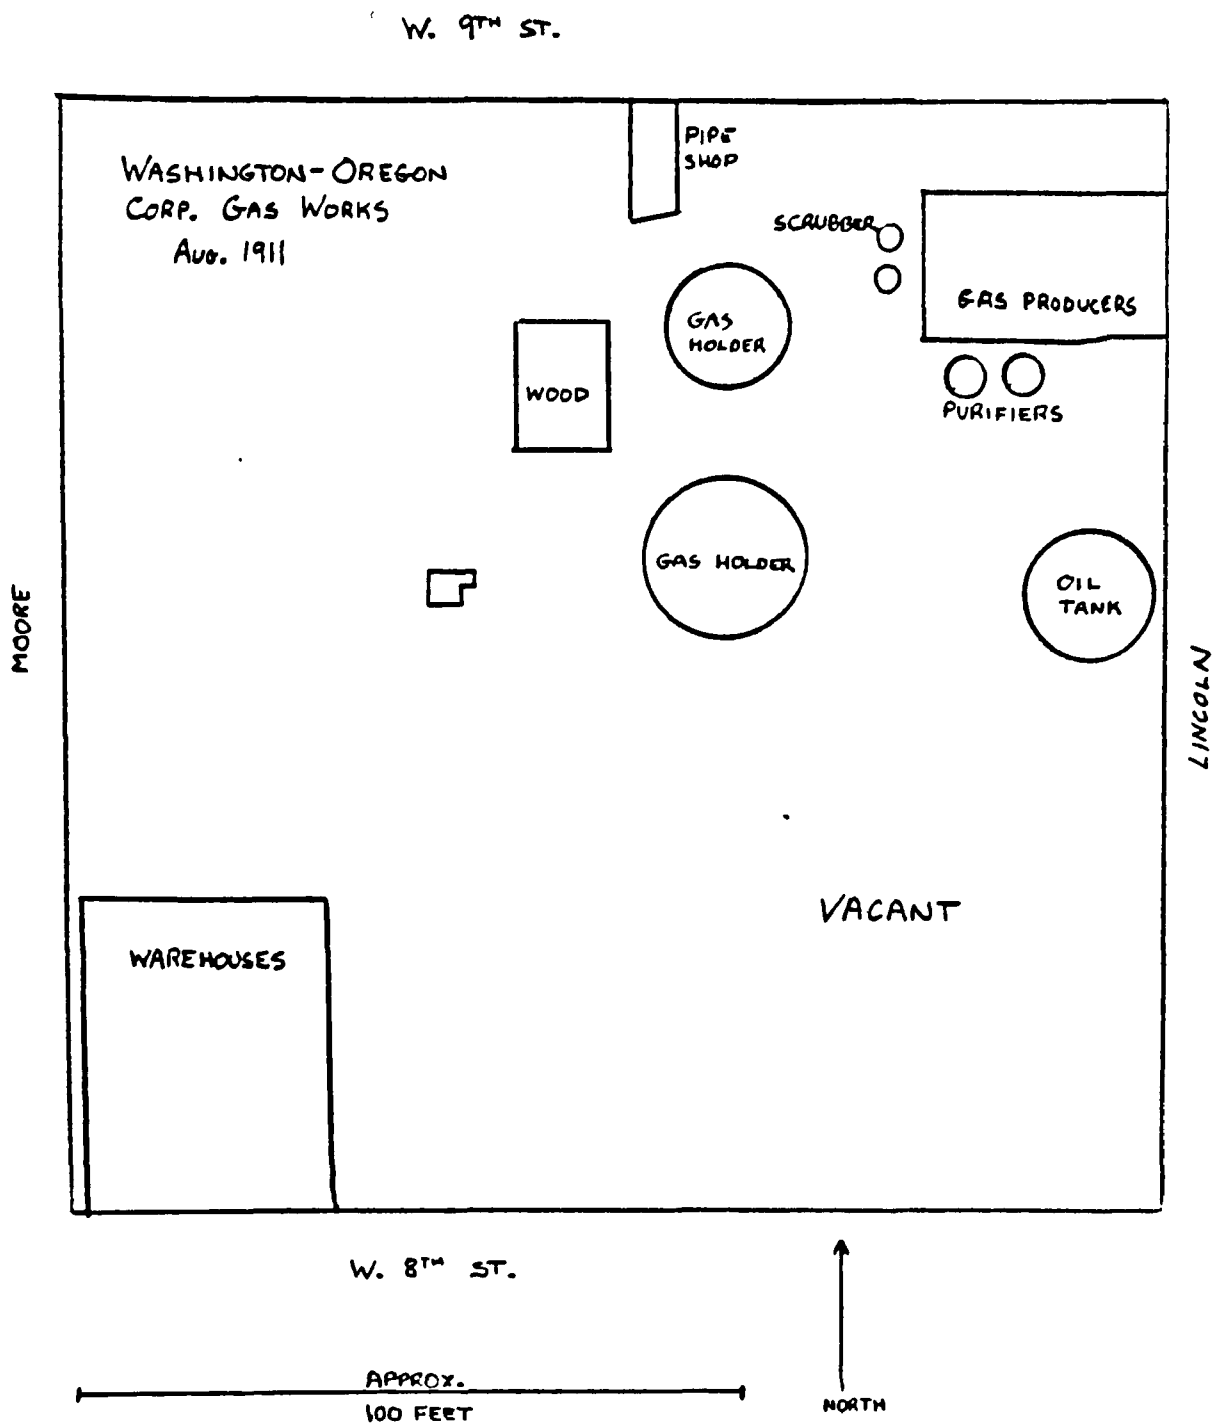 W. 9TH ST.
WASHINGTON-OREGON
CORP. GAS WORKS
AUG. 1911
PIPE
SHOP
SCRUBBER
GAS PRODUCERS
GAS
HOLDER
WOOD
PURIFIERS
GAS HOLDER
OIL
TANK
MOORE
LINCOLN
VACANT
WAREHOUSES
W. 8TH ST.
APPROX.
100 FEET
NORTH